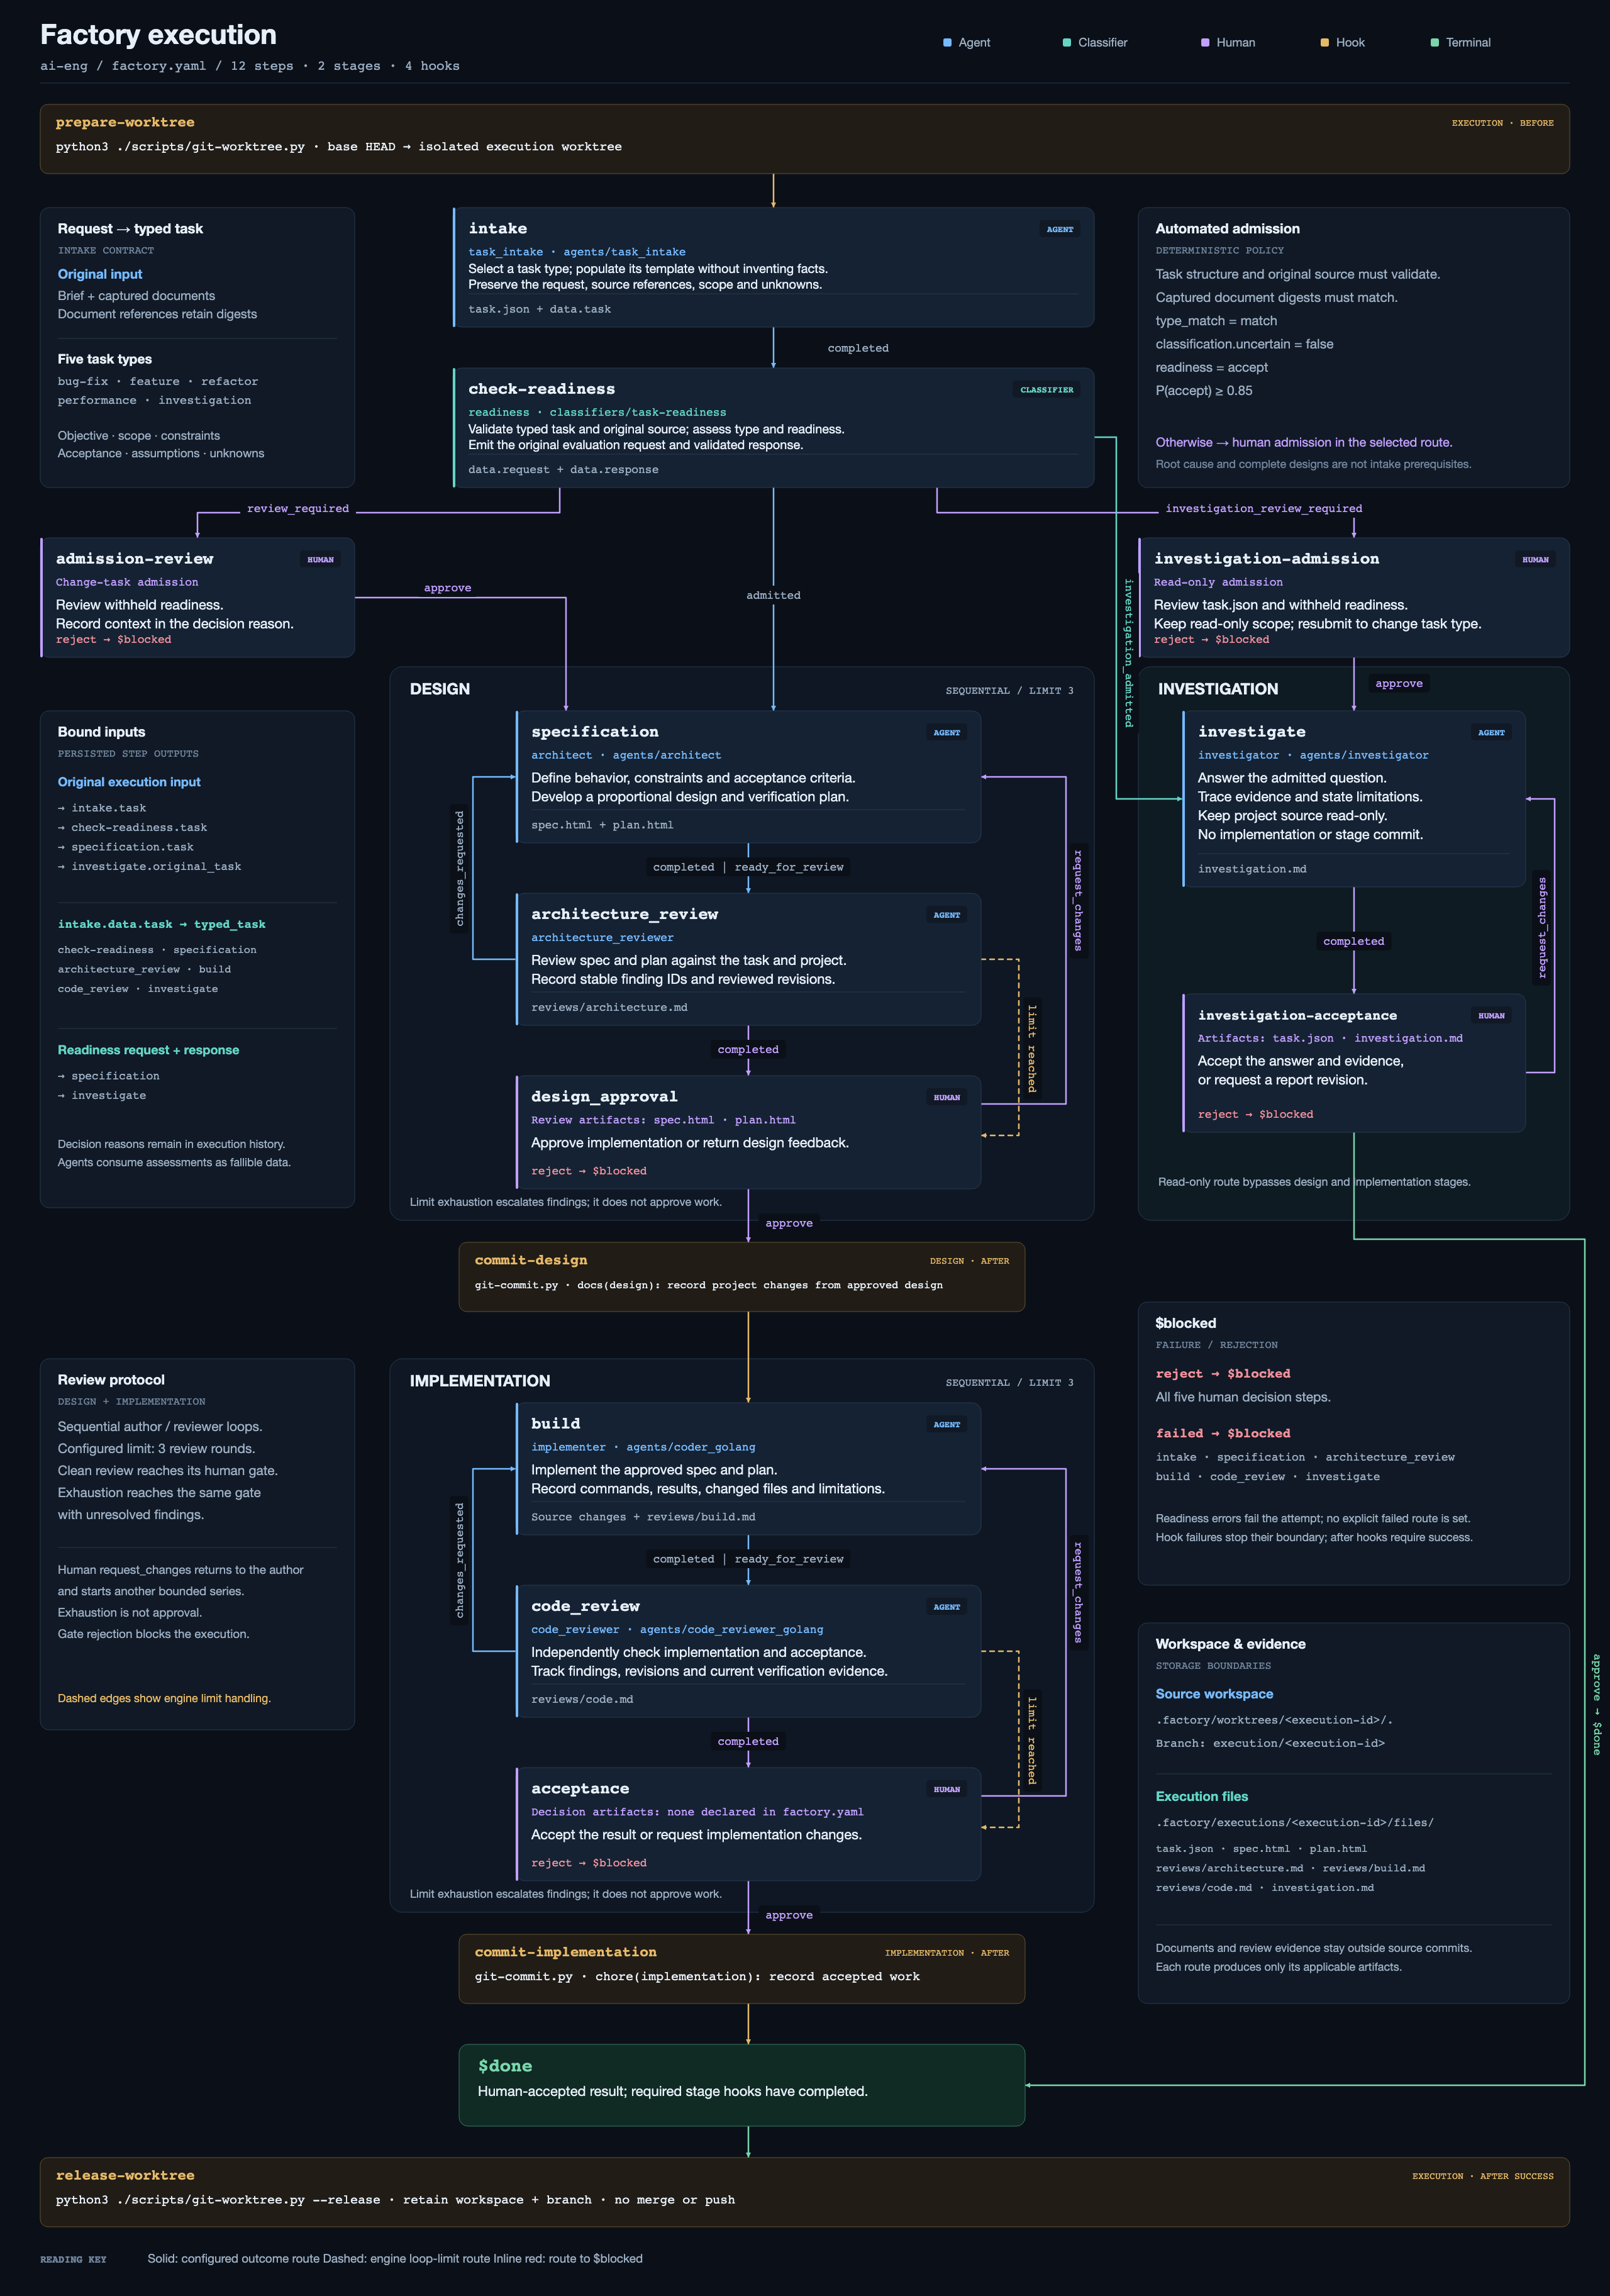 Factory execution
ai-eng / factory.yaml / 12 steps · 2 stages · 4 hooks
Agent
Classifier
Human
Hook
Terminal
prepare-worktree
EXECUTION · BEFORE
python3 ./scripts/git-worktree.py · base HEAD → isolated execution worktree
Request → typed task
INTAKE CONTRACT
Original input
Brief + captured documents
Document references retain digests
Five task types
bug-fix · feature · refactor
performance · investigation
Objective · scope · constraints
Acceptance · assumptions · unknowns
intake
AGENT
task_intake · agents/task_intake
Select a task type; populate its template without inventing facts.
Preserve the request, source references, scope and unknowns.
task.json + data.task
completed
check-readiness
CLASSIFIER
readiness · classifiers/task-readiness
Validate typed task and original source; assess type and readiness.
Emit the original evaluation request and validated response.
data.request + data.response
Automated admission
DETERMINISTIC POLICY
Task structure and original source must validate.
Captured document digests must match.
type_match = match
classification.uncertain = false
readiness = accept
P(accept) ≥ 0.85
Otherwise → human admission in the selected route.
Root cause and complete designs are not intake prerequisites.
review_required
investigation_review_required
admission-review
HUMAN
Change-task admission
Review withheld readiness.
Record context in the decision reason.
reject → $blocked
approve
admitted
investigation_admitted
investigation-admission
HUMAN
Read-only admission
Review task.json and withheld readiness.
Keep read-only scope; resubmit to change task type.
reject → $blocked
approve
Bound inputs
PERSISTED STEP OUTPUTS
Original execution input
→ intake.task
→ check-readiness.task
→ specification.task
→ investigate.original_task
intake.data.task → typed_task
check-readiness · specification
architecture_review · build
code_review · investigate
Readiness request + response
→ specification
→ investigate
Decision reasons remain in execution history.
Agents consume assessments as fallible data.
DESIGN
SEQUENTIAL / LIMIT 3
specification
AGENT
architect · agents/architect
Define behavior, constraints and acceptance criteria.
Develop a proportional design and verification plan.
spec.html + plan.html
changes_requested
completed | ready_for_review
request_changes
architecture_review
AGENT
architecture_reviewer
Review spec and plan against the task and project.
Record stable finding IDs and reviewed revisions.
reviews/architecture.md
limit reached
completed
design_approval
HUMAN
Review artifacts: spec.html · plan.html
Approve implementation or return design feedback.
reject → $blocked
Limit exhaustion escalates findings; it does not approve work.
approve
INVESTIGATION
investigate
AGENT
investigator · agents/investigator
Answer the admitted question.
Trace evidence and state limitations.
Keep project source read-only.
No implementation or stage commit.
investigation.md
completed
request_changes
investigation-acceptance
HUMAN
Artifacts: task.json · investigation.md
Accept the answer and evidence,
or request a report revision.
reject → $blocked
Read-only route bypasses design and implementation stages.
commit-design
DESIGN · AFTER
git-commit.py · docs(design): record project changes from approved design
Review protocol
DESIGN + IMPLEMENTATION
Sequential author / reviewer loops.
Configured limit: 3 review rounds.
Clean review reaches its human gate.
Exhaustion reaches the same gate
with unresolved findings.
Human request_changes returns to the author
and starts another bounded series.
Exhaustion is not approval.
Gate rejection blocks the execution.
Dashed edges show engine limit handling.
IMPLEMENTATION
SEQUENTIAL / LIMIT 3
build
AGENT
implementer · agents/coder_golang
Implement the approved spec and plan.
Record commands, results, changed files and limitations.
Source changes + reviews/build.md
changes_requested
completed | ready_for_review
request_changes
code_review
AGENT
code_reviewer · agents/code_reviewer_golang
Independently check implementation and acceptance.
Track findings, revisions and current verification evidence.
reviews/code.md
limit reached
completed
acceptance
HUMAN
Decision artifacts: none declared in factory.yaml
Accept the result or request implementation changes.
reject → $blocked
Limit exhaustion escalates findings; it does not approve work.
approve
$blocked
FAILURE / REJECTION
reject → $blocked
All five human decision steps.
failed → $blocked
intake · specification · architecture_review
build · code_review · investigate
Readiness errors fail the attempt; no explicit failed route is set.
Hook failures stop their boundary; after hooks require success.
Workspace & evidence
STORAGE BOUNDARIES
Source workspace
.factory/worktrees/<execution-id>/.
Branch: execution/<execution-id>
Execution files
.factory/executions/<execution-id>/files/
task.json · spec.html · plan.html
reviews/architecture.md · reviews/build.md
reviews/code.md · investigation.md
Documents and review evidence stay outside source commits.
Each route produces only its applicable artifacts.
approve → $done
commit-implementation
IMPLEMENTATION · AFTER
git-commit.py · chore(implementation): record accepted work
$done
Human-accepted result; required stage hooks have completed.
release-worktree
EXECUTION · AFTER SUCCESS
python3 ./scripts/git-worktree.py --release · retain workspace + branch · no merge or push
READING KEY
Solid: configured outcome route Dashed: engine loop-limit route Inline red: route to $blocked